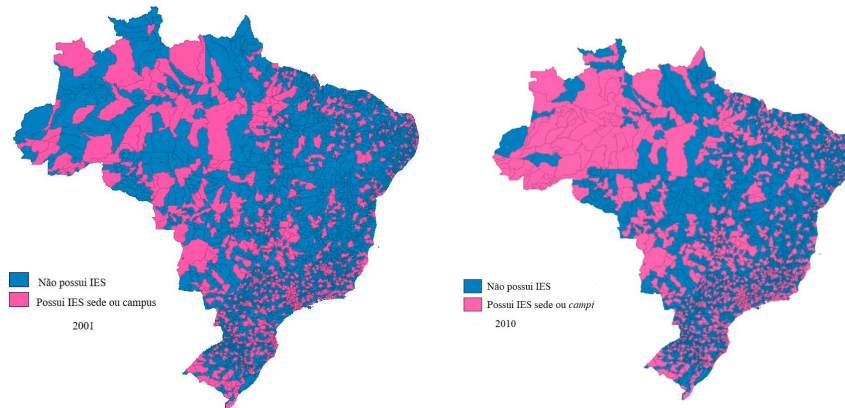 Não possui IES
Possui IES sede ou campus
2001
Não possui IES
Possui IES sede ou campi
2010